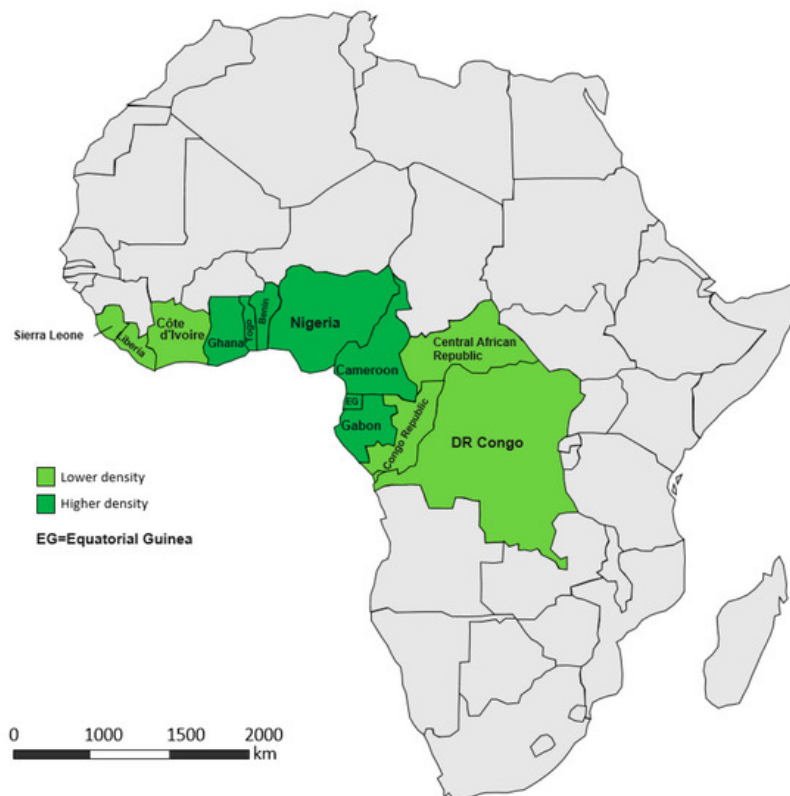 Sierra Leone
Liberia
Côte
d'Ivoire
Ghana
Togo
Benin
Nigeria
Cameroon
Central African
Republic
EG
Gabon
Congo Republic
DR Congo
Lower density
Higher density
EG=Equatorial Guinea
0 1000 1500 2000
km